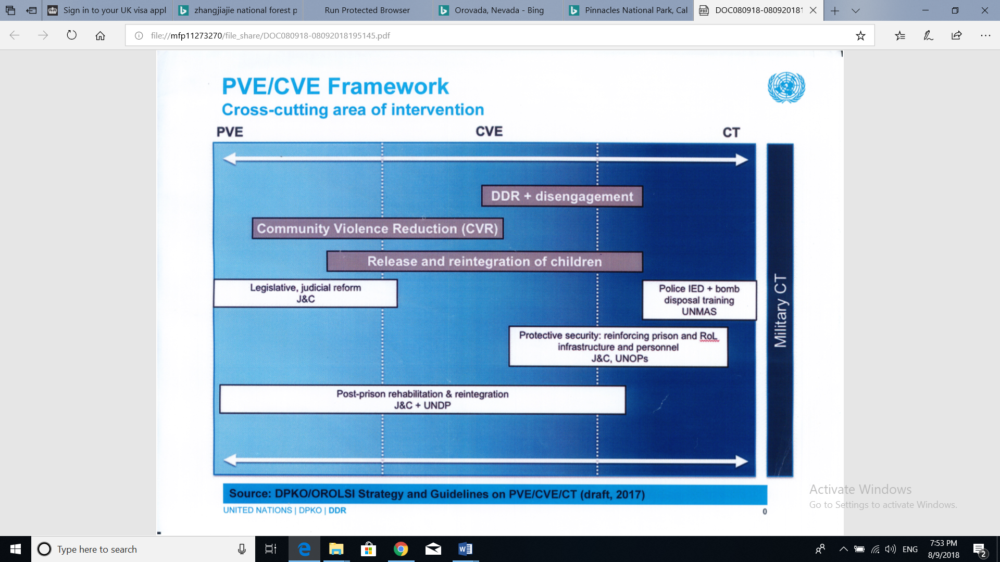 Sign in to your UK visa appl
zhangjiajie national forest p
Run Protected Browser
Orovada, Nevada - Bing
Pinnacles National Park, Cal
DOC080918-080920181
file://mfp11273270/file_share/DOC080918-08092018195145.pdf
PVE/CVE Framework
Cross-cutting area of intervention
PVE
CVE
CT
DDR + disengagement
Community Violence Reduction (CVR)
Release and reintegration of children
Legislative, judicial reform
J&C
Police IED + bomb
disposal training
UNMAS
Protective security: reinforcing prison and RoL
infrastructure and personnel
J&C, UNOPs
Post-prison rehabilitation & reintegration
J&C + UNDP
Military CT
Source: DPKO/OROLSI Strategy and Guidelines on PVE/CVE/CT (draft, 2017)
UNITED NATIONS | DPKO | DDR
0
Activate Windows
Go to Settings to activate Windows.
Type here to search
ENG
7:53 PM
8/9/2018
2